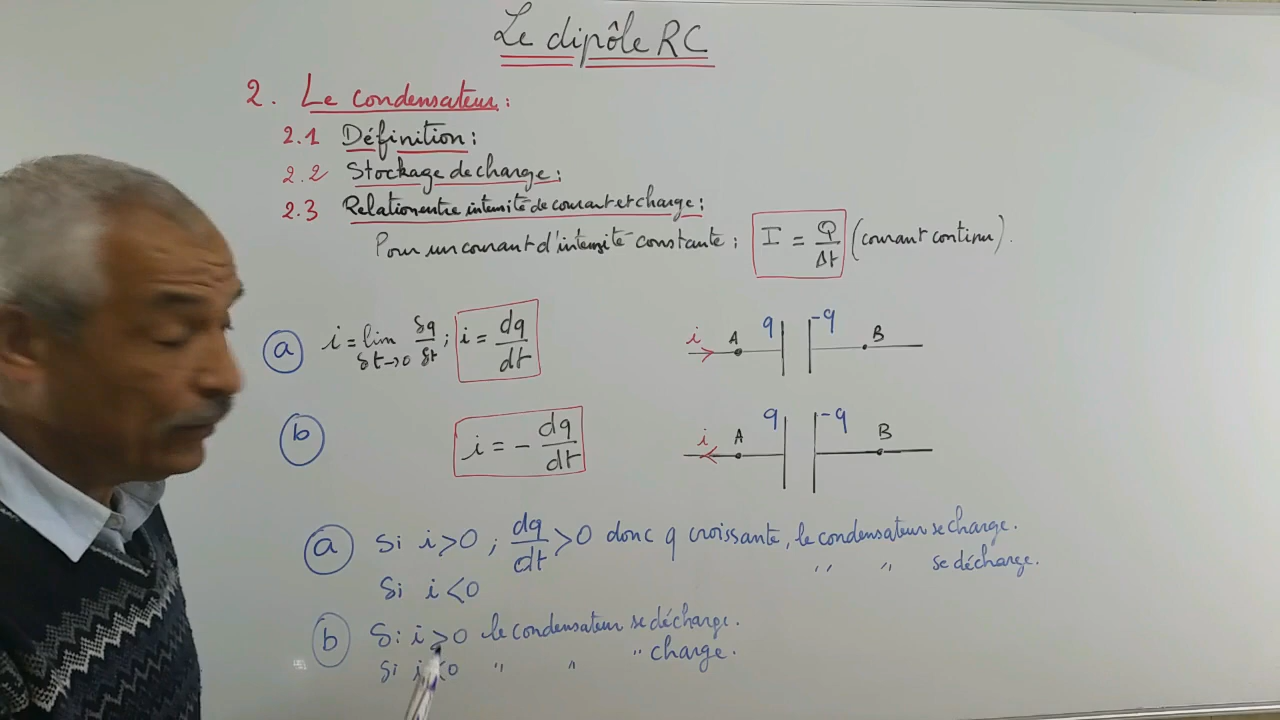 Le dipôle RC
2. Le condensateur :
2.1 Définition :
2.2 Stockage de charge :
2.3 Relation entre intensité de courant et charge :
Pour un courant d'intensité constante ; I = Q/Δt (courant continu).
a i = lim δt→0 δq/δt ; i = dq/dt
i A q -q B
b i = - dq/dt
i A q -q B
a Si i>0 ; dq/dt >0 donc q croissante, le condensateur se charge.
Si i<0 " " se décharge.
b Si i>0 le condensateur se décharge.
Si i<0 " " " charge.